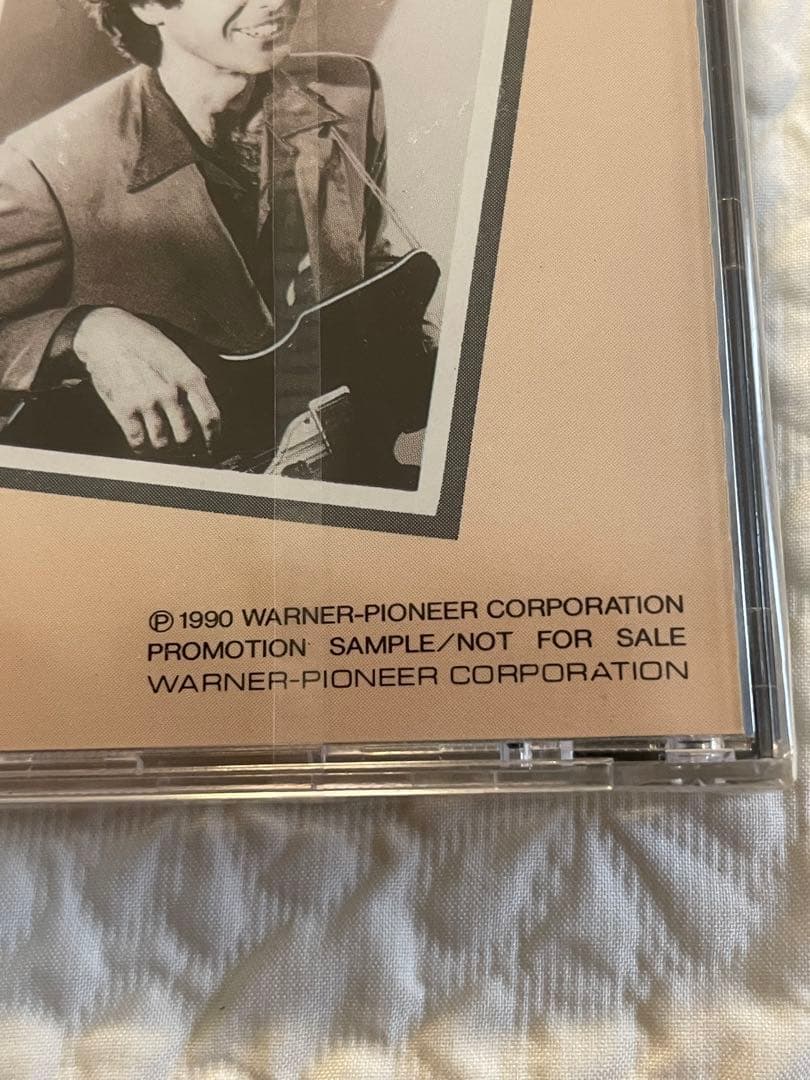 ℗ 1990 WARNER-PIONEER CORPORATION
PROMOTION SAMPLE/NOT FOR SALE
WARNER-PIONEER CORPORATION